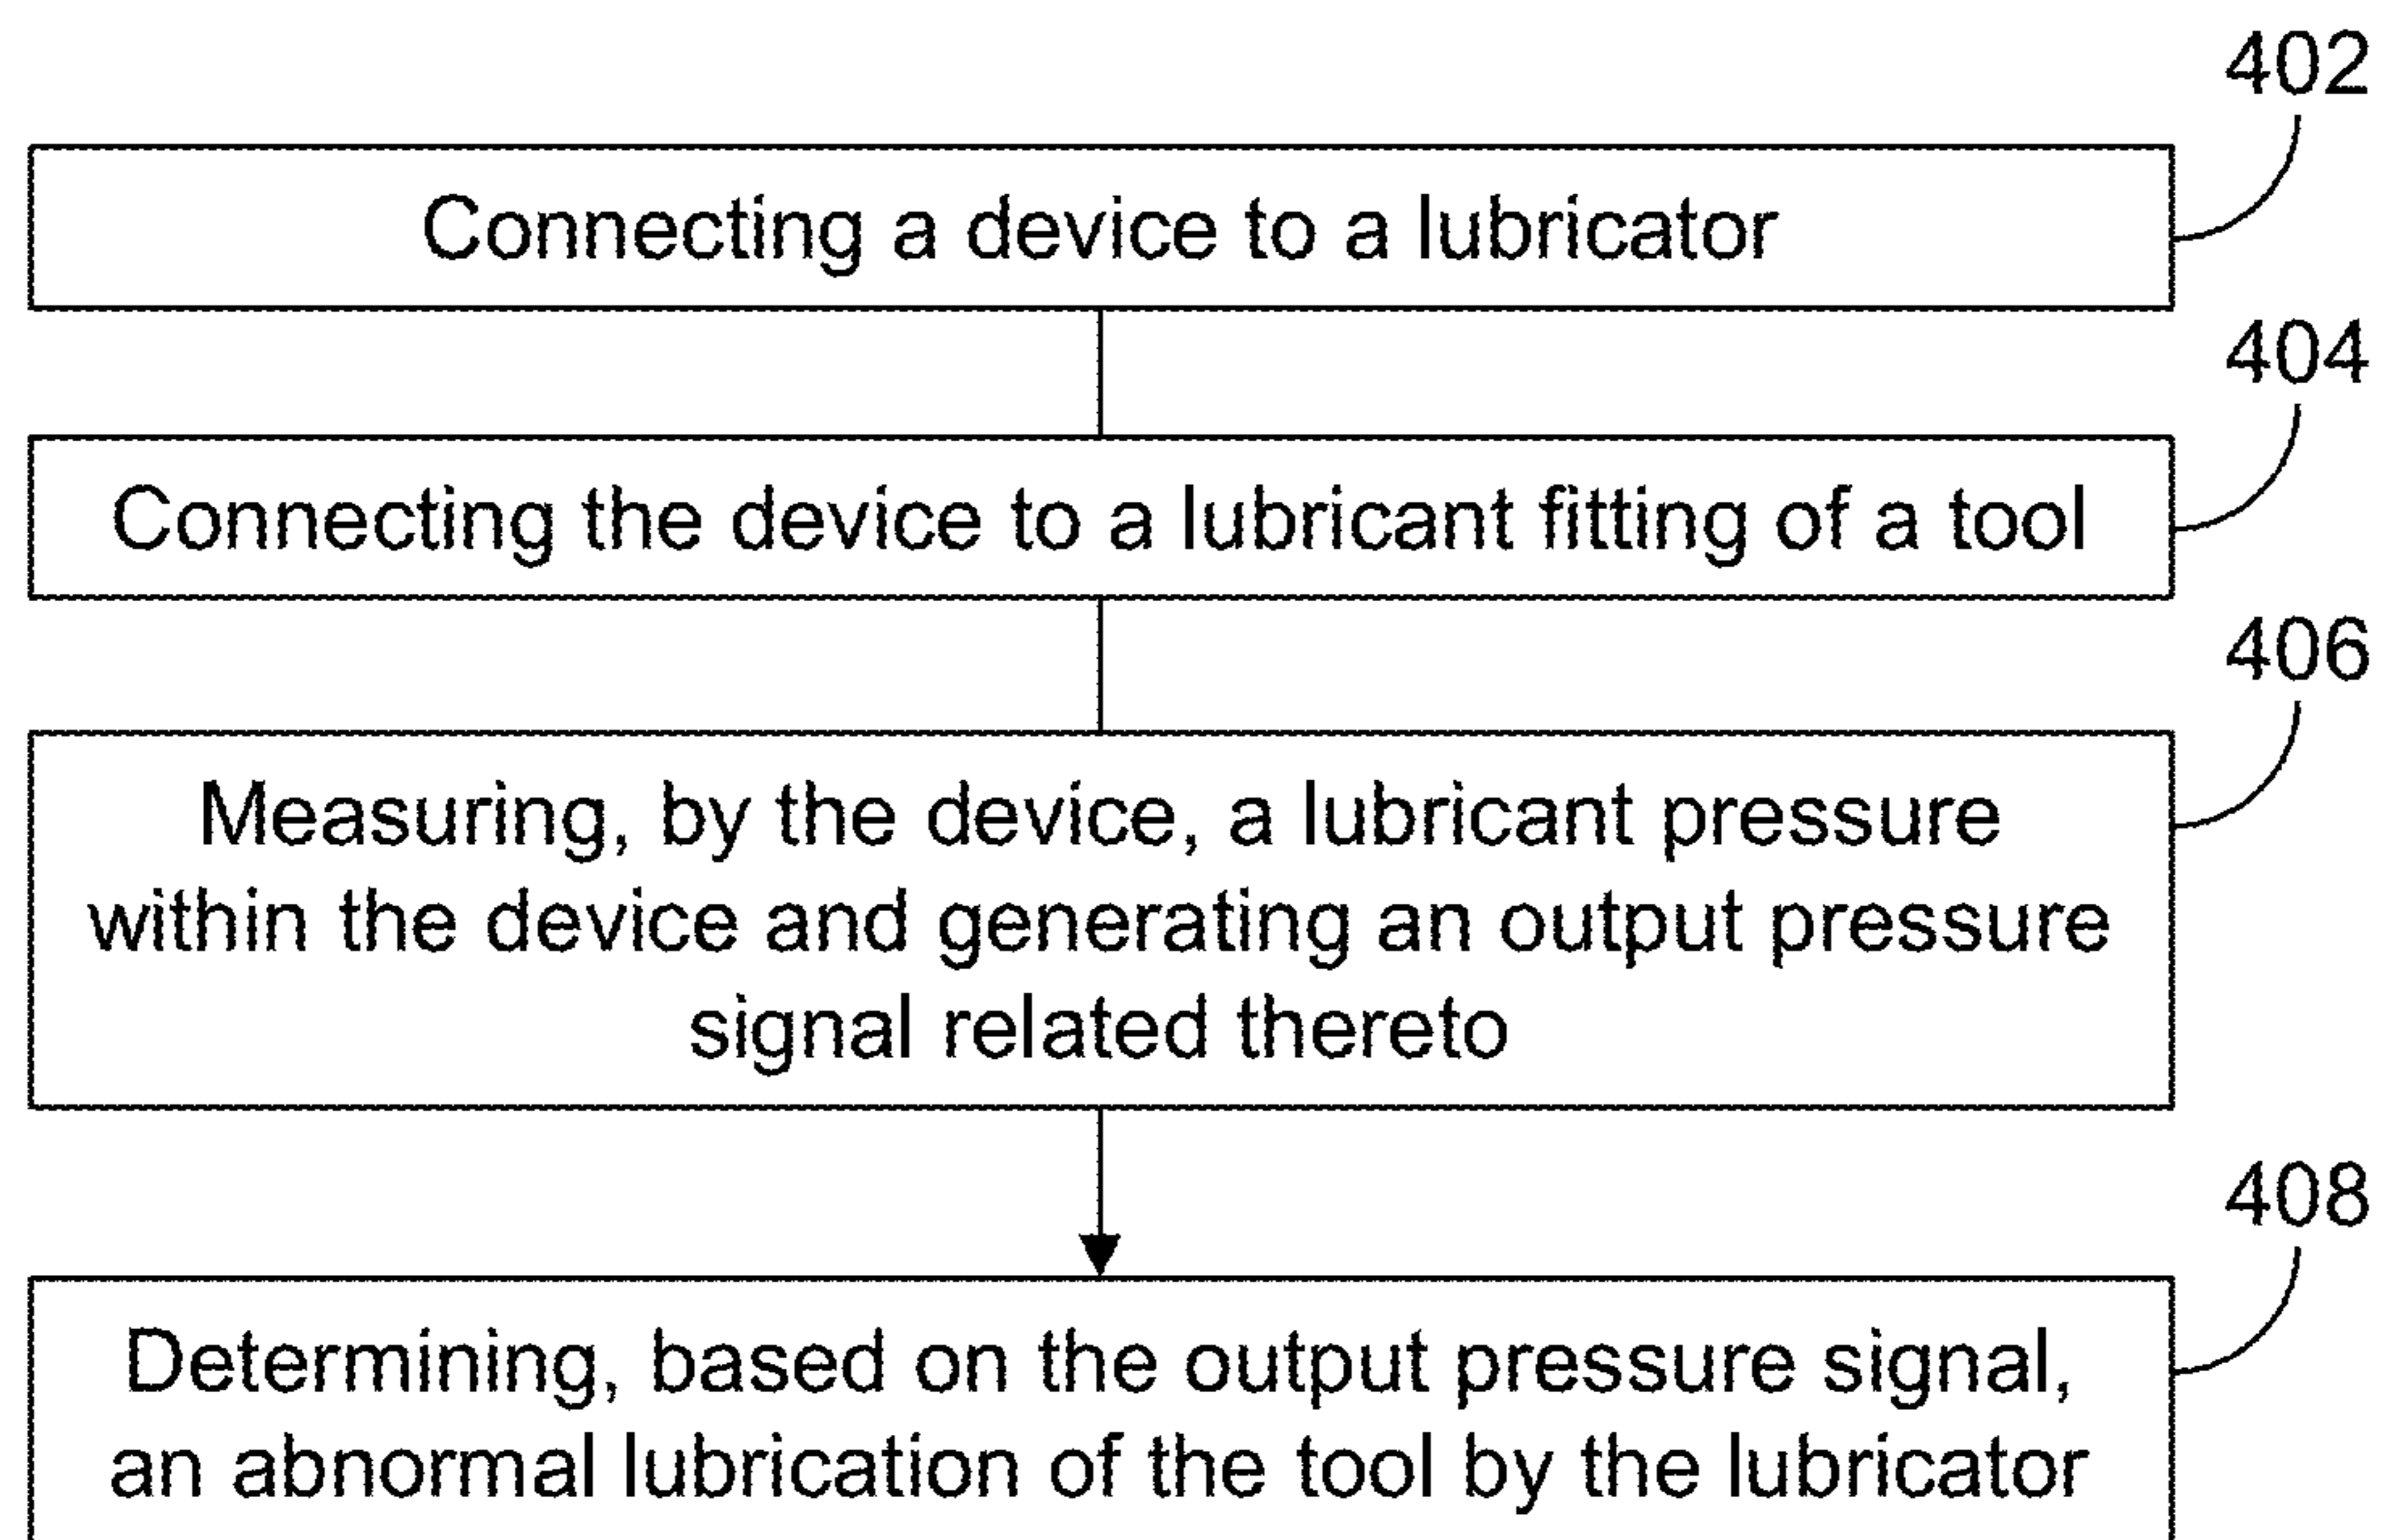 402
Connecting a device to a lubricator
404
Connecting the device to a lubricant fitting of a tool
406
Measuring, by the device, a lubricant pressure
within the device and generating an output pressure
signal related thereto
408
Determining, based on the output pressure signal,
an abnormal lubrication of the tool by the lubricator